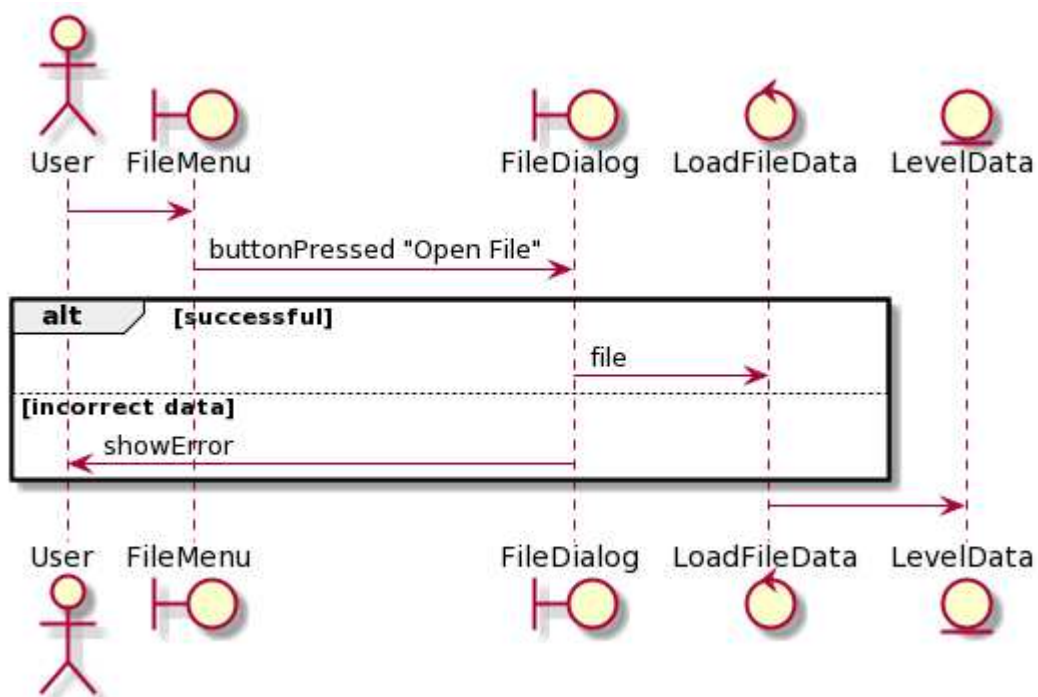 User FileMenu FileDialog LoadFileData LevelData
buttonPressed "Open File"
alt [successful]
file
[incorrect data]
showError
User FileMenu FileDialog LoadFileData LevelData